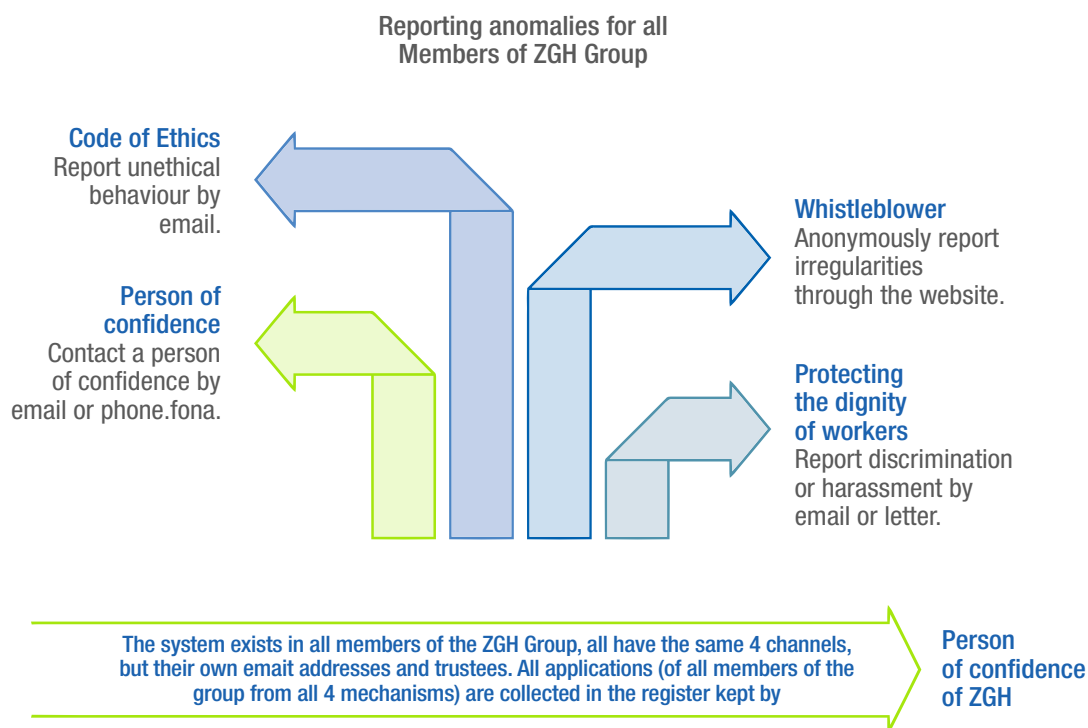 Reporting anomalies for all
Members of ZGH Group
Code of Ethics
Report unethical
behaviour by
email.
Person of
confidence
Contact a person
of confidence by
email or phone.fona.
Whistleblower
Anonymously report
irregularities
through the website.
Protecting
the dignity
of workers
Report discrimination
or harassment by
email or letter.
The system exists in all members of the ZGH Group, all have the same 4 channels,
but their own emait addresses and trustees. All applications (of all members of the
group from all 4 mechanisms) are collected in the register kept by
Person
of confidence
of ZGH